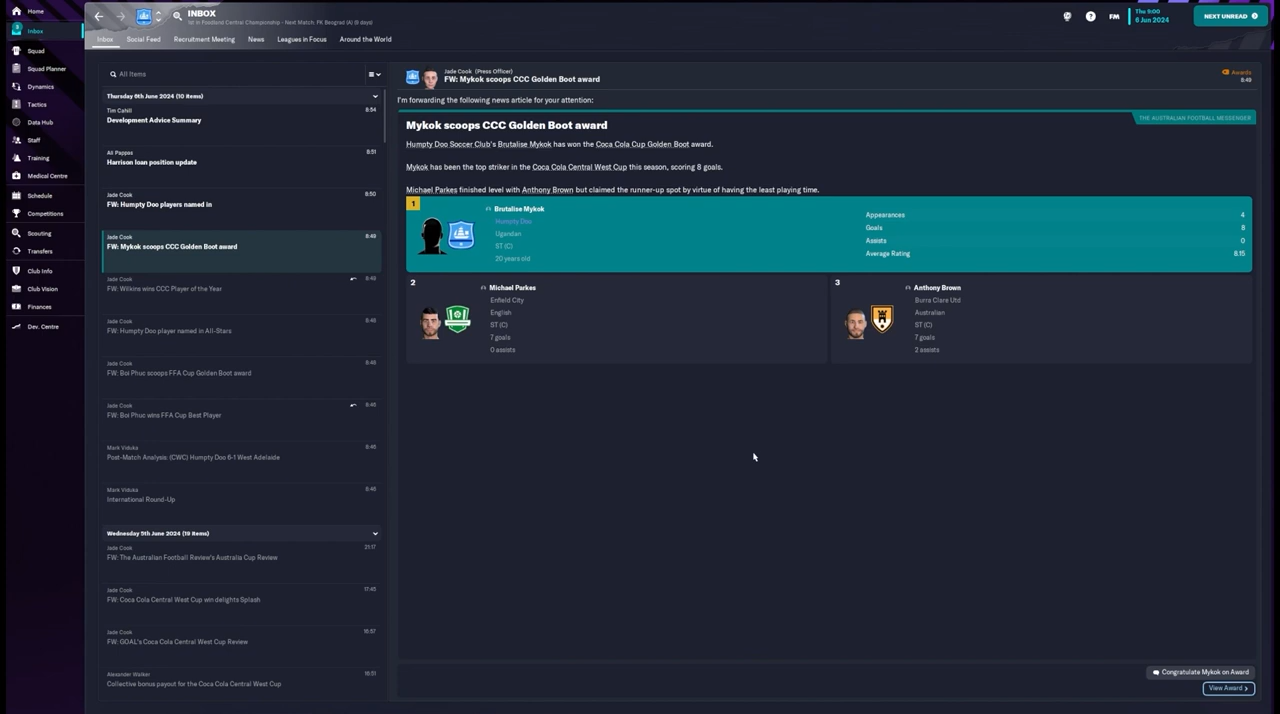 Home
INBOX
1st in Foodland Central Championship - Next Match: FK Beograd (A) (9 days)
FM
Thu 9:00
6 Jun 2024
NEXT UNREAD
3
Inbox
Squad
Squad Planner
Dynamics
Tactics
Data Hub
Staff
Training
Medical Centre
Schedule
Competitions
Scouting
Transfers
Club Info
Club Vision
Finances
Dev. Centre
Inbox
Social Feed
Recruitment Meeting
News
Leagues in Focus
Around the World
All Items
Thursday 6th June 2024 (10 Items)
Tim Cahill
8:54
Development Advice Summary
Ali Pappas
8:51
Harrison loan position update
Jade Cook
8:50
FW: Humpty Doo players named in
Jade Cook
8:49
FW: Mykok scoops CCC Golden Boot award
Jade Cook
8:49
FW: Wilkins wins CCC Player of the Year
Jade Cook
8:48
FW: Humpty Doo player named in All-Stars
Jade Cook
8:48
FW: Boi Phuc scoops FFA Cup Golden Boot award
Jade Cook
8:46
FW: Boi Phuc wins FFA Cup Best Player
Mark Viduka
8:46
Post-Match Analysis: (CWC) Humpty Doo 6-1 West Adelaide
Mark Viduka
8:46
International Round-Up
Wednesday 5th June 2024 (19 Items)
Jade Cook
21:17
FW: The Australian Football Review's Australia Cup Review
Jade Cook
17:45
FW: Coca Cola Central West Cup win delights Splash
Jade Cook
16:57
FW: GOAL's Coca Cola Central West Cup Review
Alexander Walker
16:51
Collective bonus payout for the Coca Cola Central West Cup
Jade Cook (Press Officer)
FW: Mykok scoops CCC Golden Boot award
Awards
8:49
I'm forwarding the following news article for your attention:
THE AUSTRALIAN FOOTBALL MESSENGER
Mykok scoops CCC Golden Boot award
Humpty Doo Soccer Club's Brutalise Mykok has won the Coca Cola Cup Golden Boot award.
Mykok has been the top striker in the Coca Cola Central West Cup this season, scoring 8 goals.
Michael Parkes finished level with Anthony Brown but claimed the runner-up spot by virtue of having the least playing time.
1
Brutalise Mykok
Humpty Doo
Ugandan
ST (C)
20 years old
Appearances 4
Goals 8
Assists 0
Average Rating 8.15
2
Michael Parkes
Enfield City
English
ST (C)
7 goals
0 assists
3
Anthony Brown
Burra Clare Utd
Australian
ST (C)
7 goals
2 assists
Congratulate Mykok on Award
View Award >